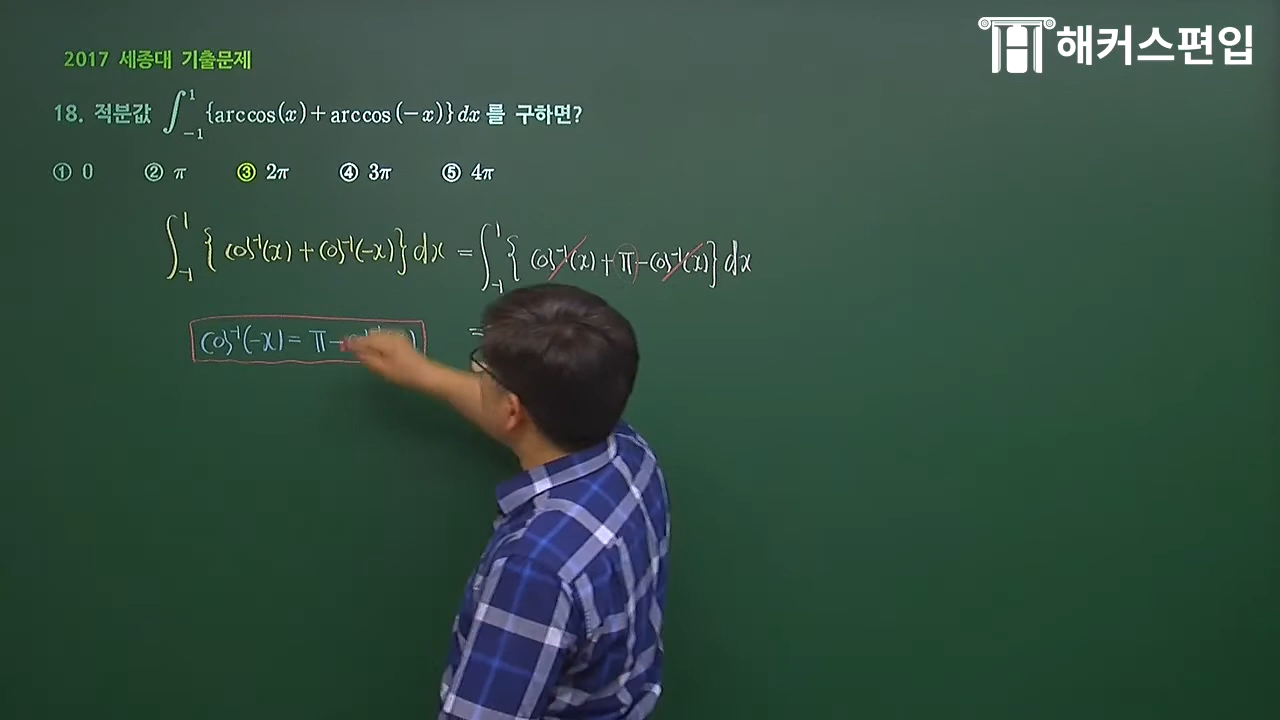 해커스편입
2017 세종대 기출문제
18. 적분값 ∫_{-1}^{1} {arccos(x)+arccos(-x)}dx 를 구하면?
① 0 ② π ③ 2π ④ 3π ⑤ 4π
∫_{-1}^{1} { cos⁻¹(x) + cos⁻¹(-x)} dx = ∫_{-1}^{1} { cos⁻¹(x) + π - cos⁻¹(x)} dx
cos⁻¹(-x) = π - )
=